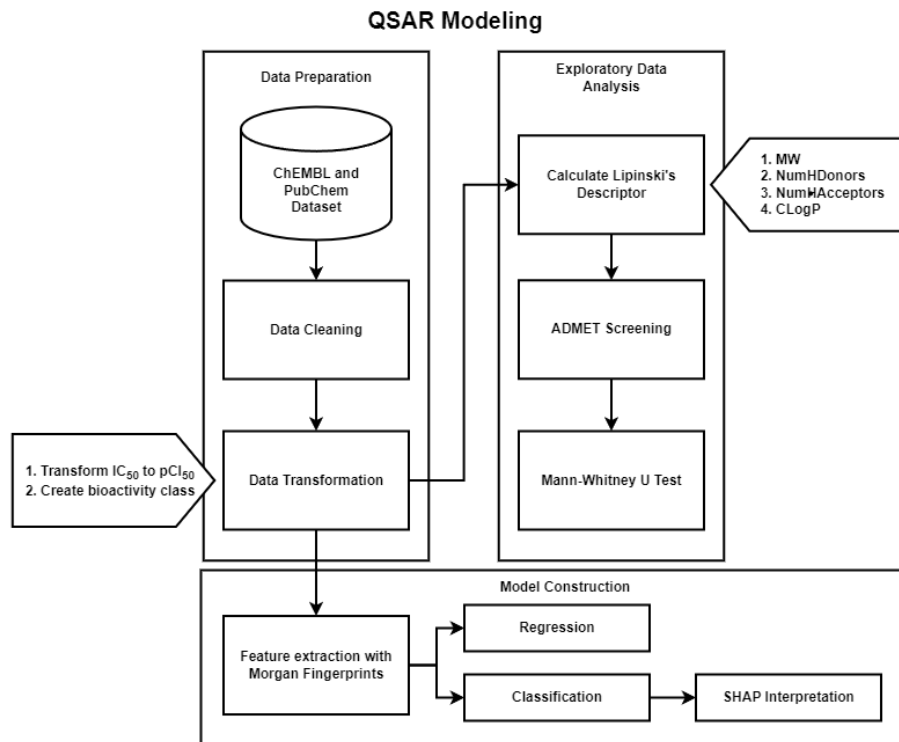 QSAR Modeling
Data Preparation
ChEMBL and
PubChem
Dataset
Data Cleaning
1. Transform IC50 to pCI50
2. Create bioactivity class
Data Transformation
Exploratory Data
Analysis
Calculate Lipinski's
Descriptor
1. MW
2. NumHDonors
3. NumHAcceptors
4. CLogP
ADMET Screening
Mann-Whitney U Test
Model Construction
Feature extraction with
Morgan Fingerprints
Regression
Classification
SHAP Interpretation